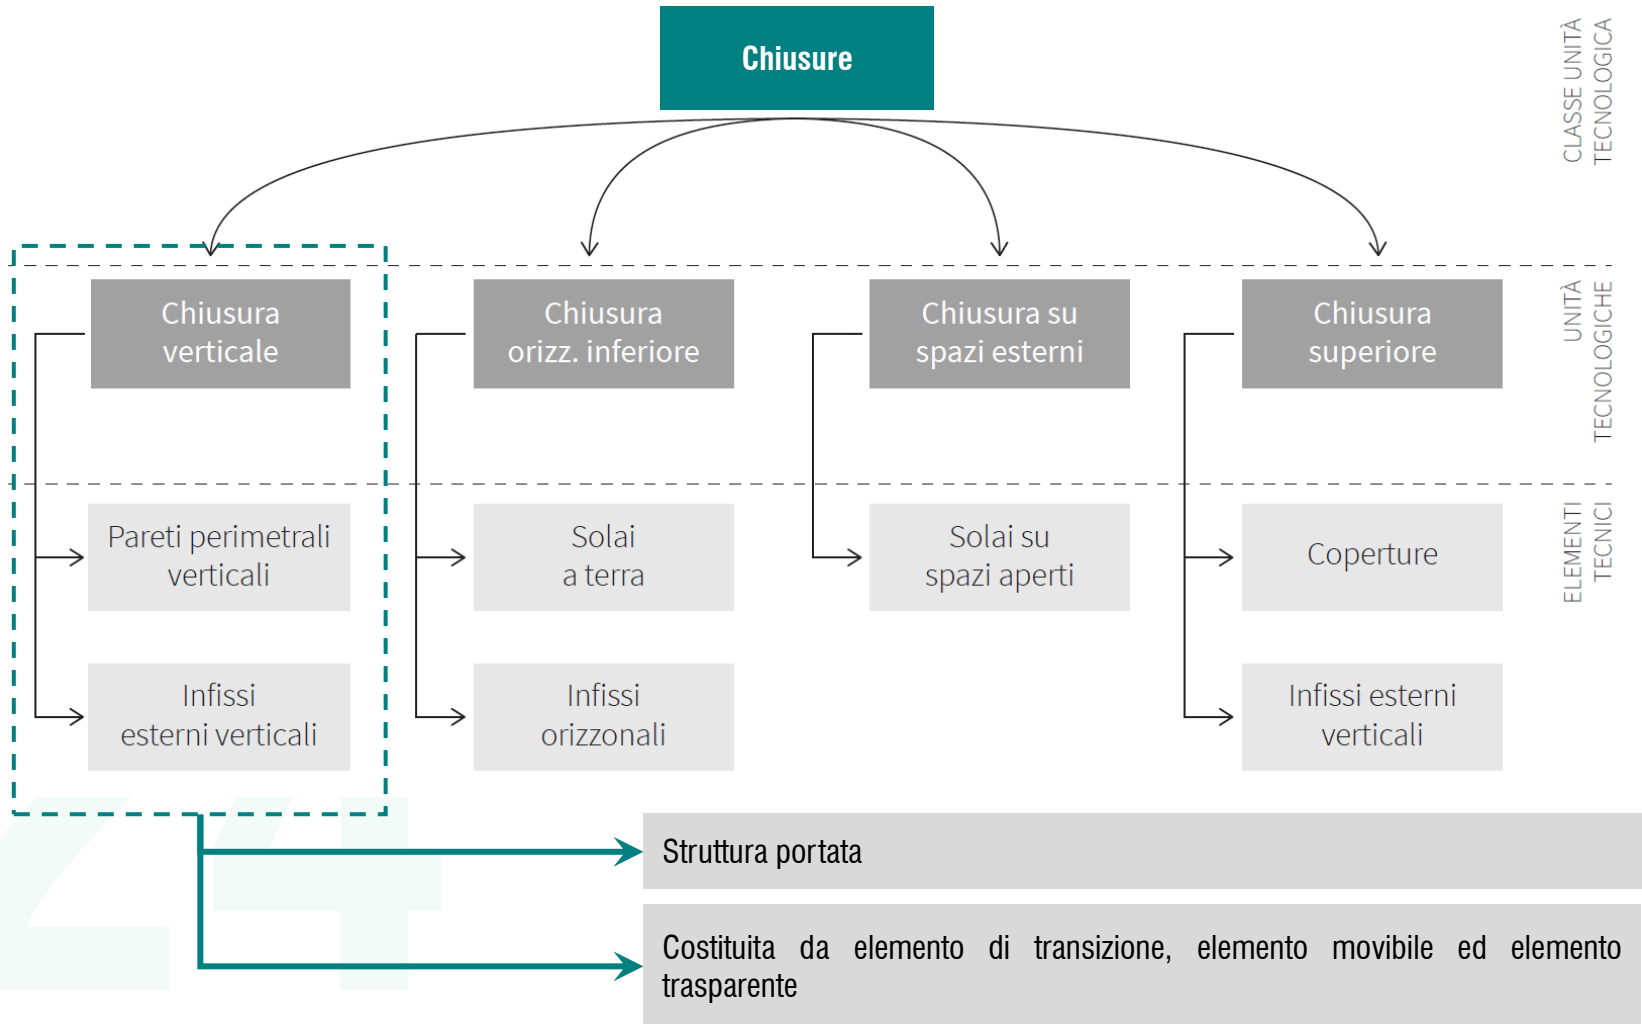 Chiusure
CLASSE UNITÀ
TECNOLOGICA
Chiusura
verticale
Chiusura
orizz. inferiore
Chiusura su
spazi esterni
Chiusura
superiore
UNITÀ
TECNOLOGICHE
Pareti perimetrali
verticali
Solai
a terra
Solai su
spazi aperti
Coperture
ELEMENTI
TECNICI
Infissi
esterni verticali
Infissi
orizzonali
Infissi esterni
verticali
24
Struttura portata
Costituita da elemento di transizione, elemento movibile ed elemento
trasparente